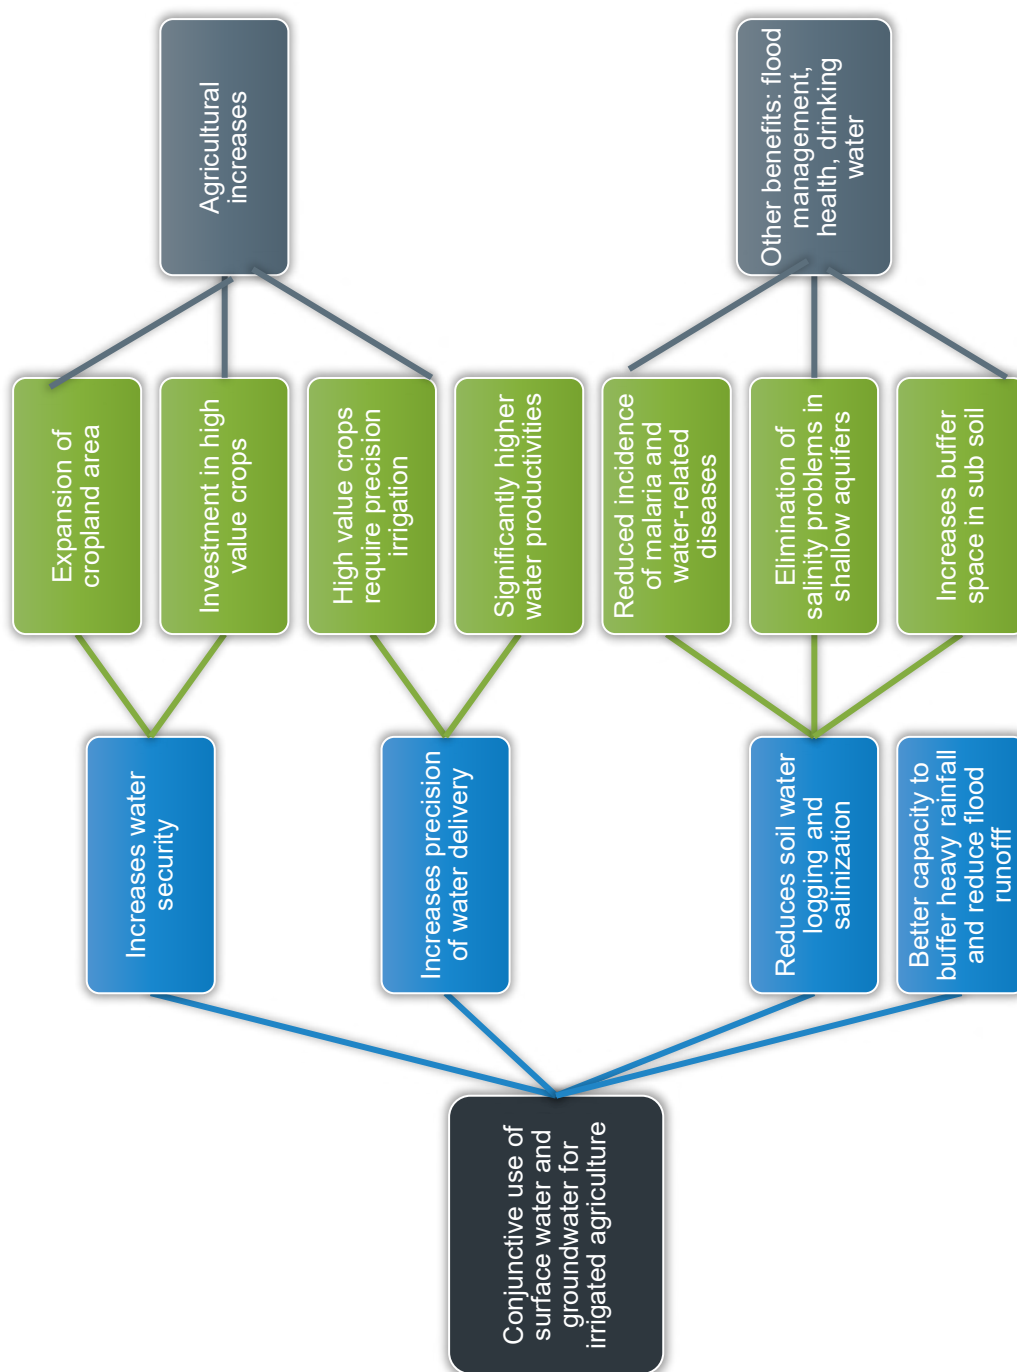 Conjunctive use of
surface water and
groundwater for
irrigated agriculture
Increases water
security
Increases precision
of water delivery
Reduces soil water
logging and
salinization
Better capacity to
buffer heavy rainfall
and reduce flood
runofff
Expansion of
cropland area
Investment in high
value crops
High value crops
require precision
irrigation
Significantly higher
water productivities
Reduced incidence
of malaria and
water-related
diseases
Elimination of
salinity problems in
shallow aquifers
Increases buffer
space in sub soil
Agricultural
increases
Other benefits: flood
management,
health, drinking
water